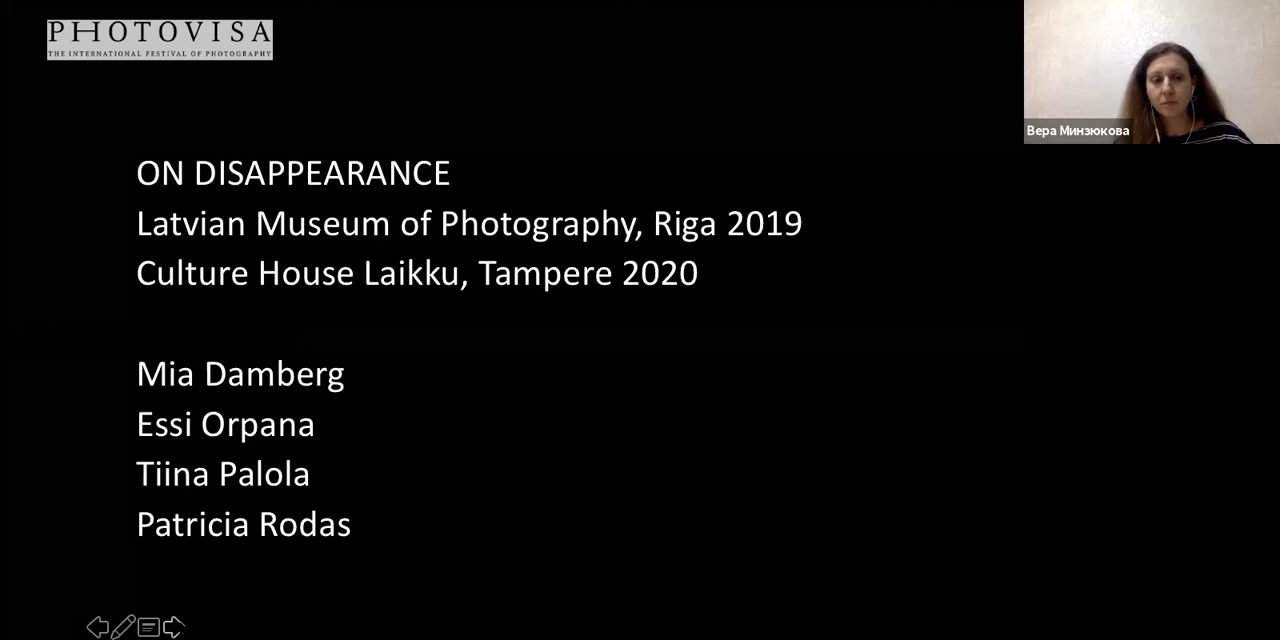 PHOTOVISA
THE INTERNATIONAL FESTIVAL OF PHOTOGRAPHY
Вера Минзюкова
ON DISAPPEARANCE
Latvian Museum of Photography, Riga 2019
Culture House Laikku, Tampere 2020
Mia Damberg
Essi Orpana
Tiina Palola
Patricia Rodas